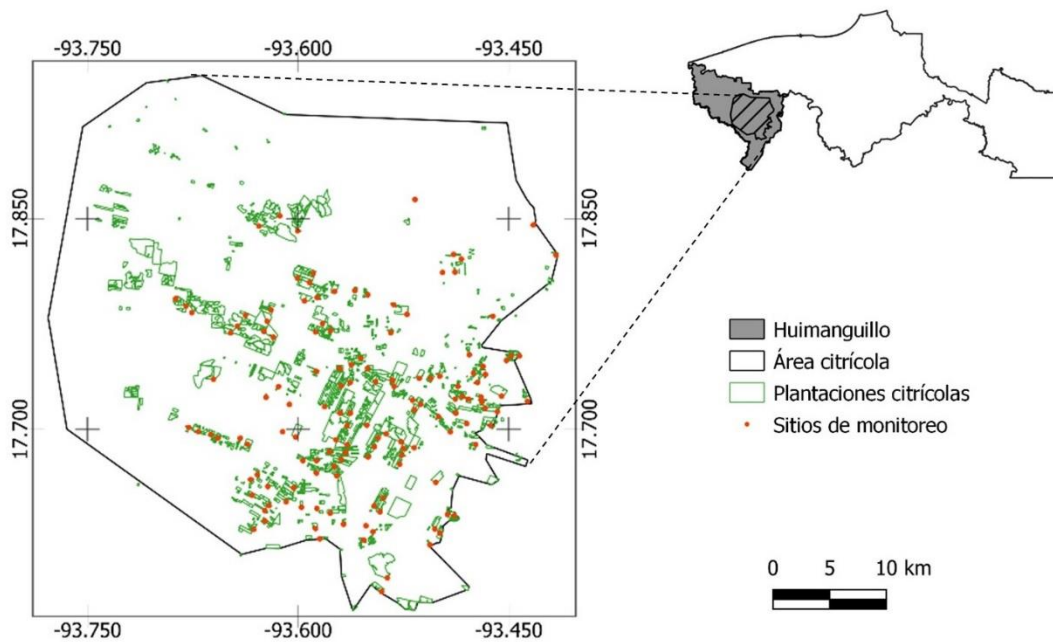 -93.750 -93.600 -93.450
17.850 17.850
17.700 17.700
-93.750 -93.600 -93.450
Huimanguillo
Área citrícola
Plantaciones citrícolas
Sitios de monitoreo
0 5 10 km